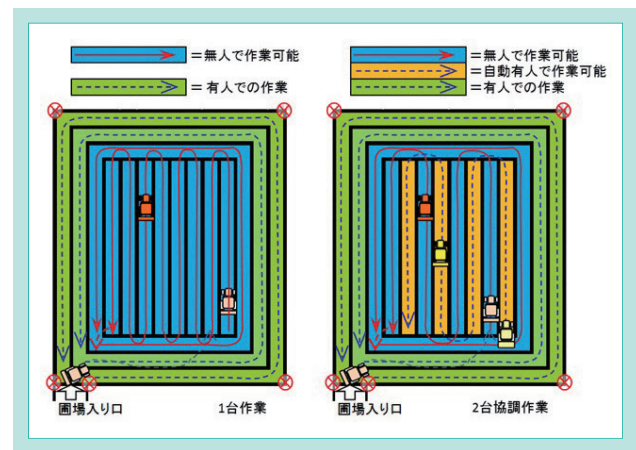 =無人で作業可能
=有人での作業
=無人で作業可能
=自動有人で作業可能
=有人での作業
圃場入り口
1台作業
圃場入り口
2台協調作業